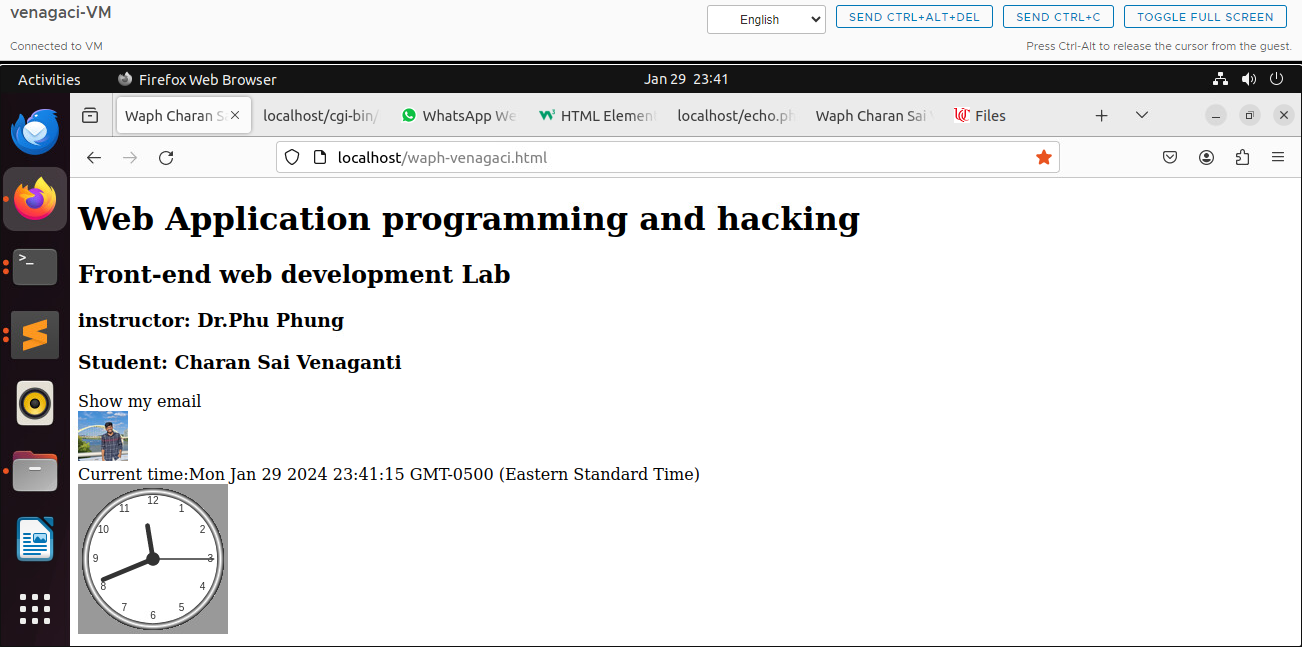 venagaci-VM
English
SEND CTRL+ALT+DEL
SEND CTRL+C
TOGGLE FULL SCREEN
Connected to VM
Press Ctrl-Alt to release the cursor from the guest.
Activities
Firefox Web Browser
Jan 29 23:41
Waph Charan S
localhost/cgi-bin/
WhatsApp We
HTML Element
localhost/echo.ph
Waph Charan Sai
Files
localhost/waph-venagaci.html
Web Application programming and hacking
Front-end web development Lab
instructor: Dr.Phu Phung
Student: Charan Sai Venaganti
Show my email
Current time:Mon Jan 29 2024 23:41:15 GMT-0500 (Eastern Standard Time)
12
11 1
10 2
9 3
8 4
7 5
6